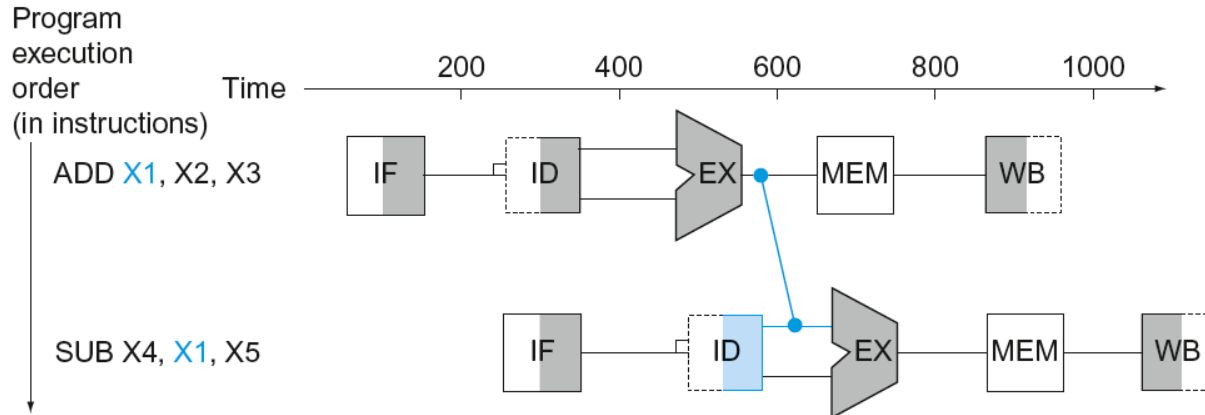 Program
execution
order
(in instructions)
Time
200 400 600 800 1000
ADD X1, X2, X3
IF ID EX MEM WB
SUB X4, X1, X5
IF ID EX MEM WB